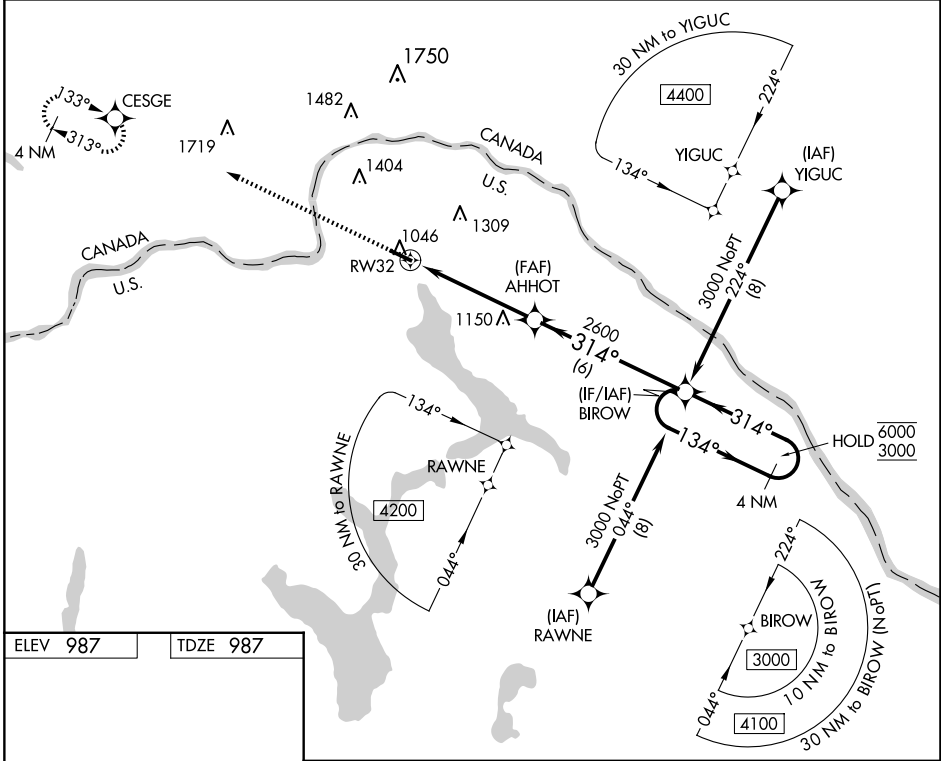 1750
30 NM to YIGUC
4400
224°
133°
CESGE
313°
4 NM
1719
1482
CANADA
U.S.
134°
YIGUC
(IAF)
YIGUC
1404
1309
3000 NoPT
224°
(8)
CANADA
U.S.
1046
RW32
(FAF)
AHHOT
1150
2600
314°
(6)
(IF/IAF)
BIROW
314°
134°
HOLD
6000
3000
4 NM
134°
RAWNE
30 NM to RAWNE
4200
044°
3000 NoPT
044°
(8)
(IAF)
RAWNE
224°
BIROW
3000
10 NM to BIROW
044°
4100
30 NM to BIROW (NoPT)
ELEV 987
TDZE 987